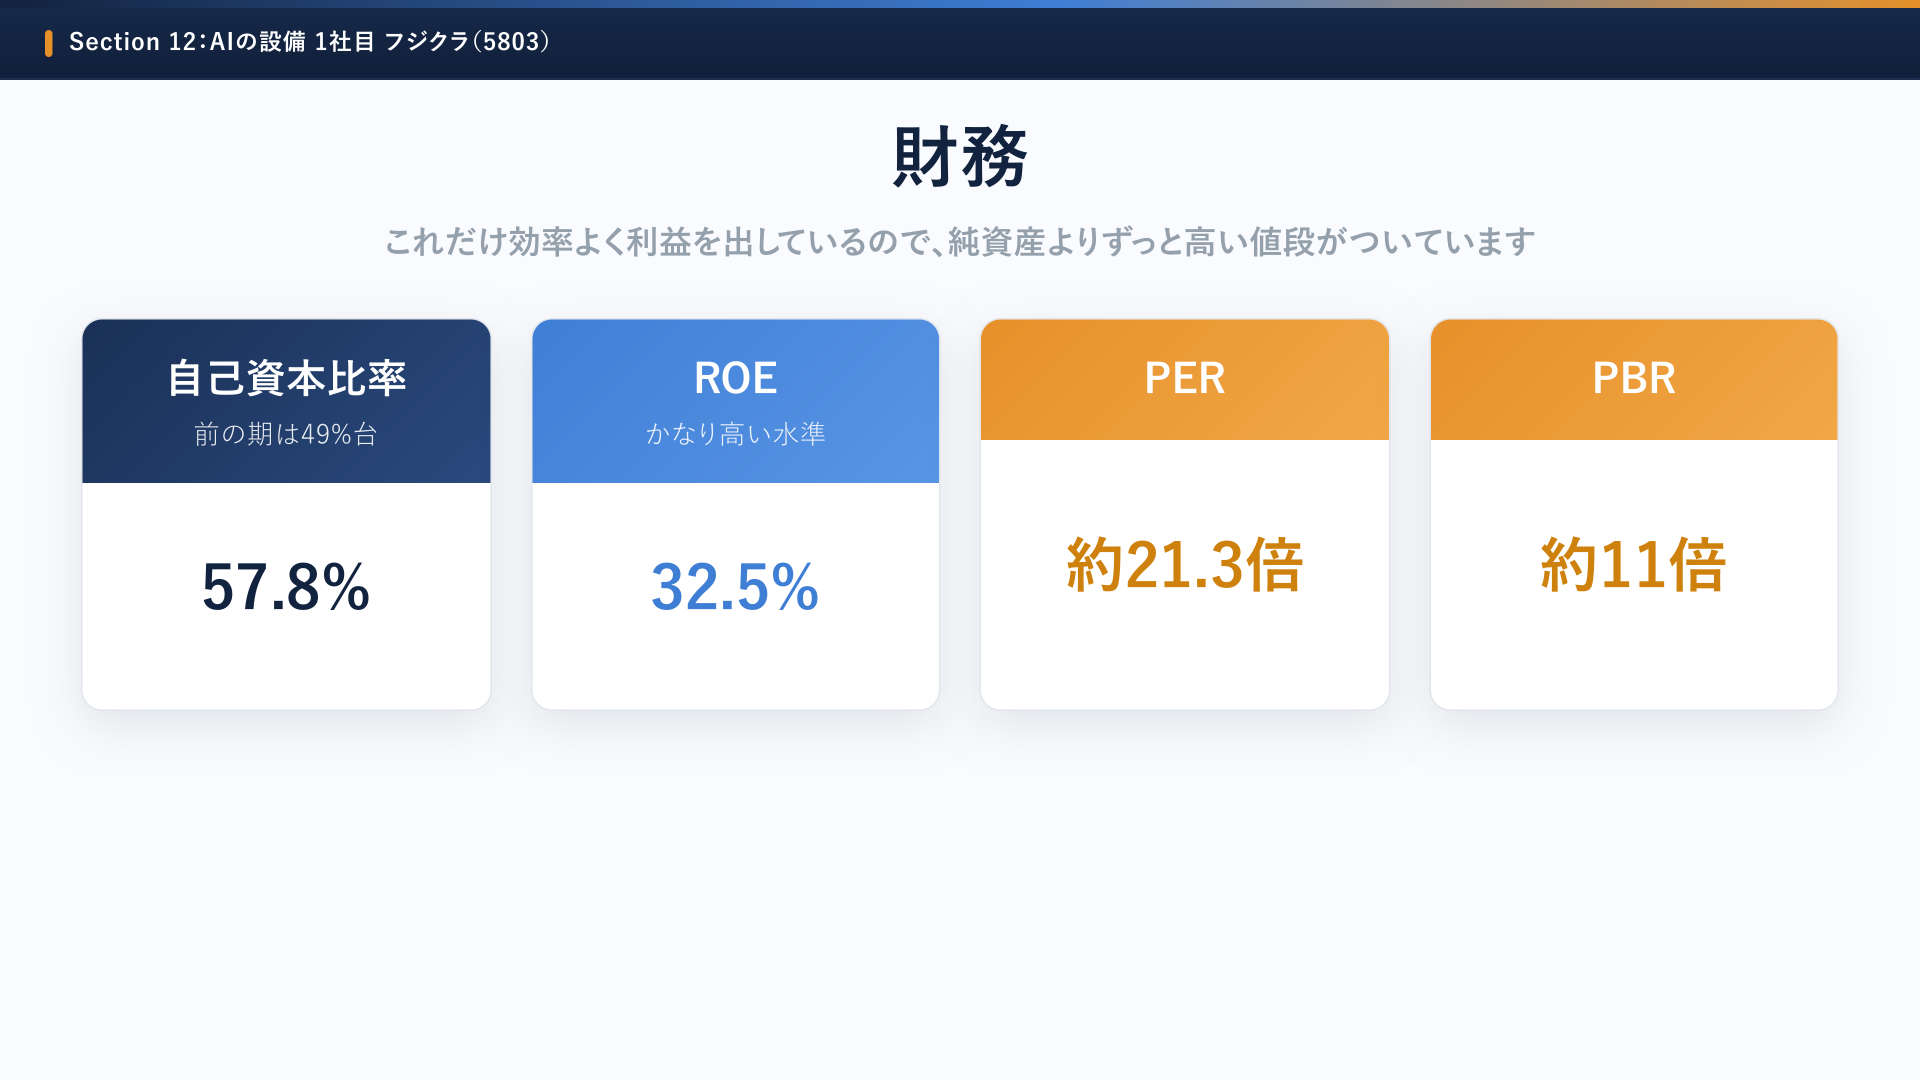 Section 12：AIの設備 1社目 フジクラ（5803）
財務
これだけ効率よく利益を出しているので、純資産よりずっと高い値段がついています
自己資本比率
前の期は49%台
57.8%
ROE
かなり高い水準
32.5%
PER
約21.3倍
PBR
約11倍